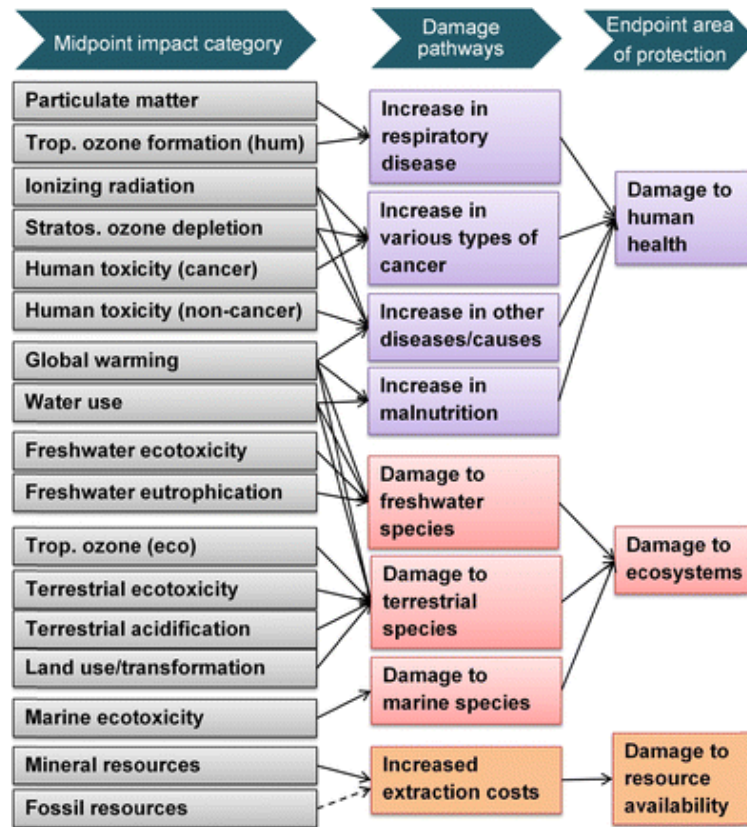 Midpoint impact category
Damage
pathways
Endpoint area
of protection
Particulate matter
Trop. ozone formation (hum)
Ionizing radiation
Stratos. ozone depletion
Human toxicity (cancer)
Human toxicity (non-cancer)
Global warming
Water use
Freshwater ecotoxicity
Freshwater eutrophication
Trop. ozone (eco)
Terrestrial ecotoxicity
Terrestrial acidification
Land use/transformation
Marine ecotoxicity
Mineral resources
Fossil resources
Increase in
respiratory
disease
Increase in
various types of
cancer
Increase in other
diseases/causes
Increase in
malnutrition
Damage to
freshwater
species
Damage to
terrestrial
species
Damage to
marine species
Increased
extraction costs
Damage to
human
health
Damage to
ecosystems
Damage to
resource
availability